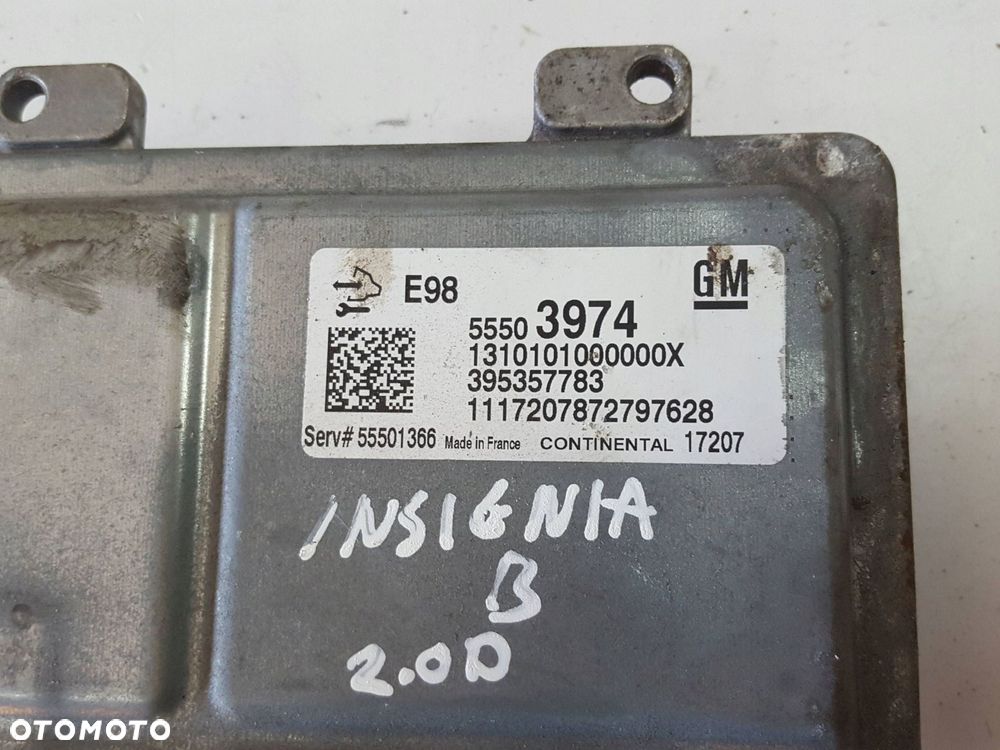 E98
GM
5550 3974
1310101000000X
395357783
1117207872797628
Serv# 55501366 Made in France CONTINENTAL 17207
INSIGNIA
B
2.0D
OTOMOTO